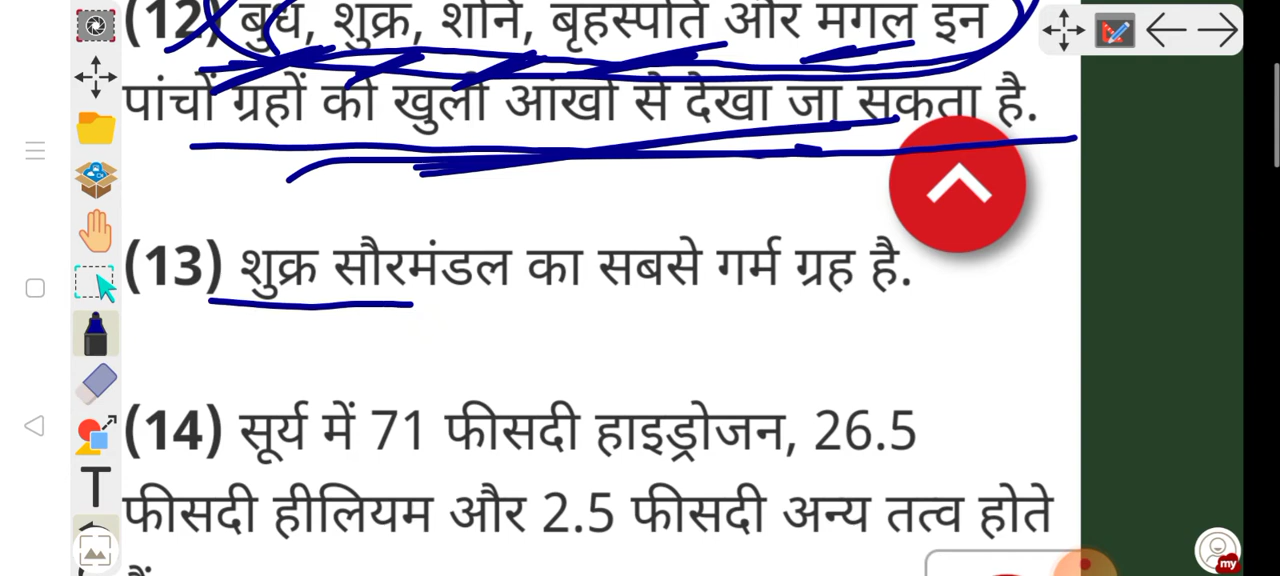 (12) बुध, शुक्र, शनि, बृहस्पति और मंगल इन
पांचों ग्रहों को खुली आंखों से देखा जा सकता है.
(13) शुक्र सौरमंडल का सबसे गर्म ग्रह है.
(14) सूर्य में 71 फीसदी हाइड्रोजन, 26.5
फीसदी हीलियम और 2.5 फीसदी अन्य तत्व होते
T
my